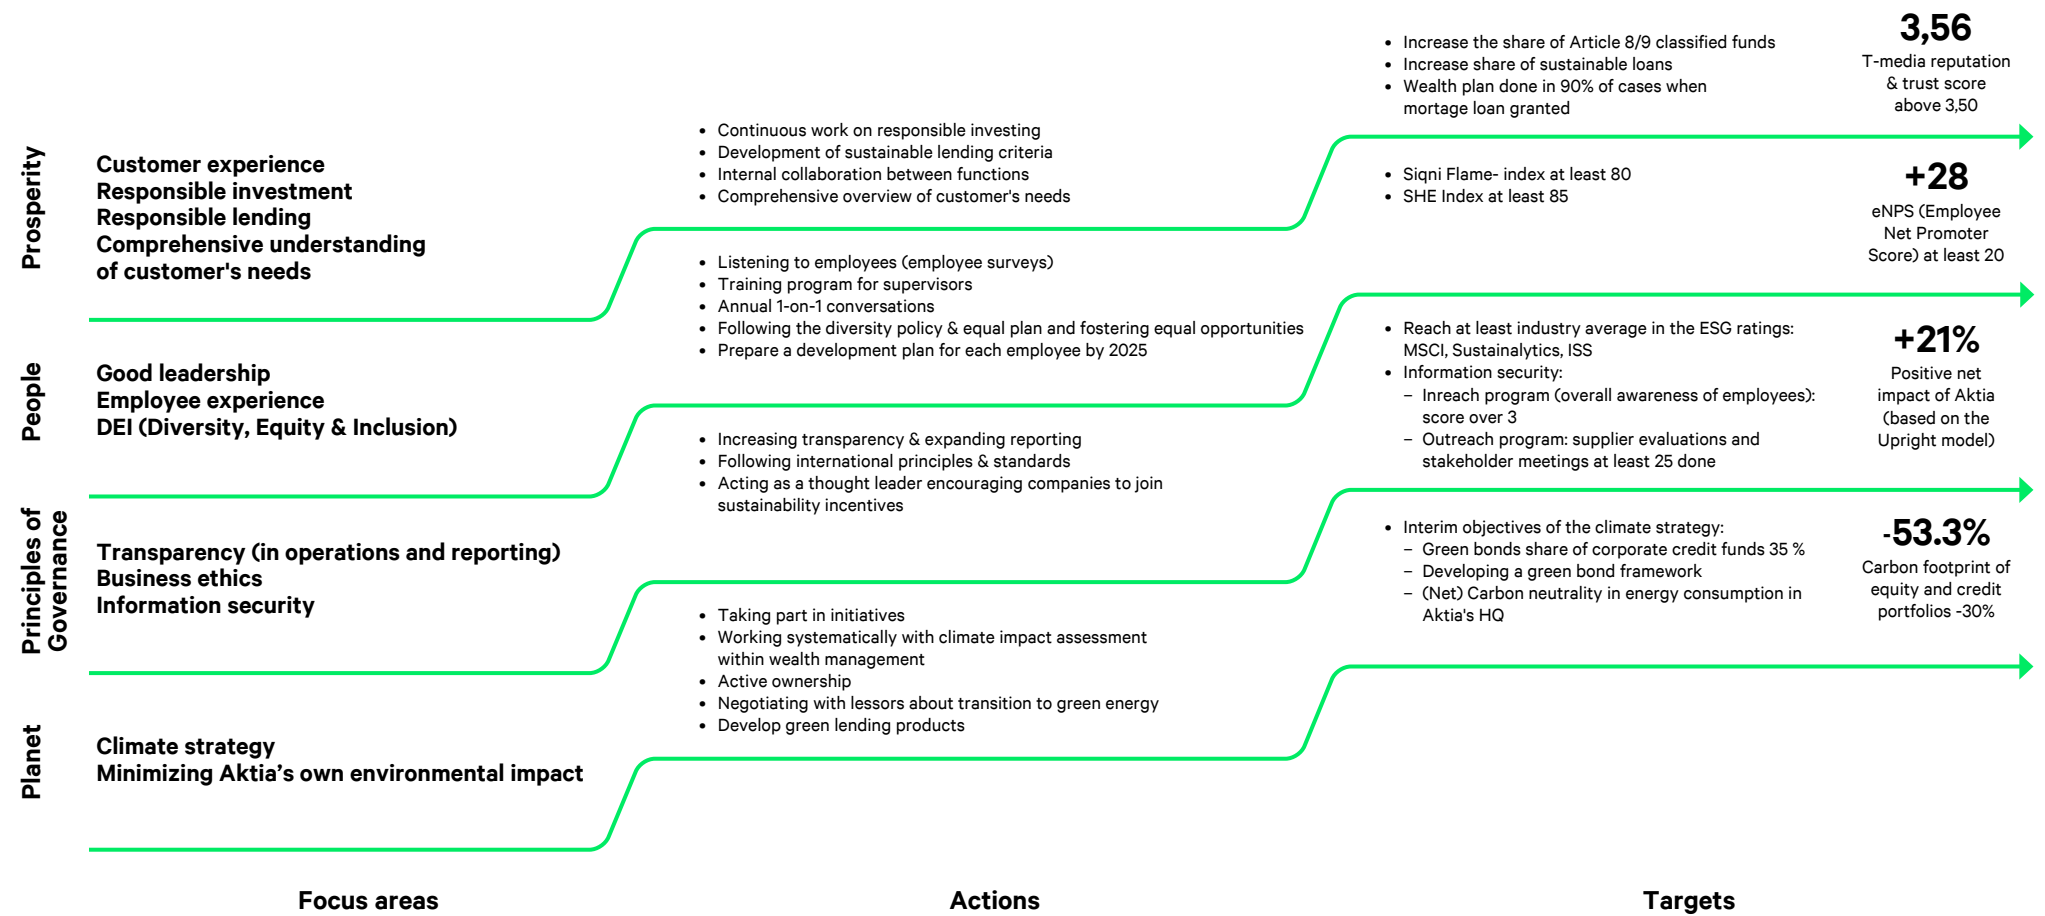 Prosperity
Customer experience
Responsible investment
Responsible lending
Comprehensive understanding
of customer's needs
• Continuous work on responsible investing
• Development of sustainable lending criteria
• Internal collaboration between functions
• Comprehensive overview of customer's needs
• Increase the share of Article 8/9 classified funds
• Increase share of sustainable loans
• Wealth plan done in 90% of cases when
mortage loan granted
3,56
T-media reputation
& trust score
above 3,50
People
Good leadership
Employee experience
DEI (Diversity, Equity & Inclusion)
• Listening to employees (employee surveys)
• Training program for supervisors
• Annual 1-on-1 conversations
• Following the diversity policy & equal plan and fostering equal opportunities
• Prepare a development plan for each employee by 2025
• Siqni Flame- index at least 80
• SHE Index at least 85
+28
eNPS (Employee
Net Promoter
Score) at least 20
Principles of
Governance
Transparency (in operations and reporting)
Business ethics
Information security
• Increasing transparency & expanding reporting
• Following international principles & standards
• Acting as a thought leader encouraging companies to join
sustainability incentives
• Reach at least industry average in the ESG ratings:
MSCI, Sustainalytics, ISS
• Information security:
– Inreach program (overall awareness of employees):
score over 3
– Outreach program: supplier evaluations and
stakeholder meetings at least 25 done
+21%
Positive net
impact of Aktia
(based on the
Upright model)
Planet
Climate strategy
Minimizing Aktia’s own environmental impact
• Taking part in initiatives
• Working systematically with climate impact assessment
within wealth management
• Active ownership
• Negotiating with lessors about transition to green energy
• Develop green lending products
• Interim objectives of the climate strategy:
– Green bonds share of corporate credit funds 35 %
– Developing a green bond framework
– (Net) Carbon neutrality in energy consumption in
Aktia's HQ
-53.3%
Carbon footprint of
equity and credit
portfolios -30%
Focus areas
Actions
Targets